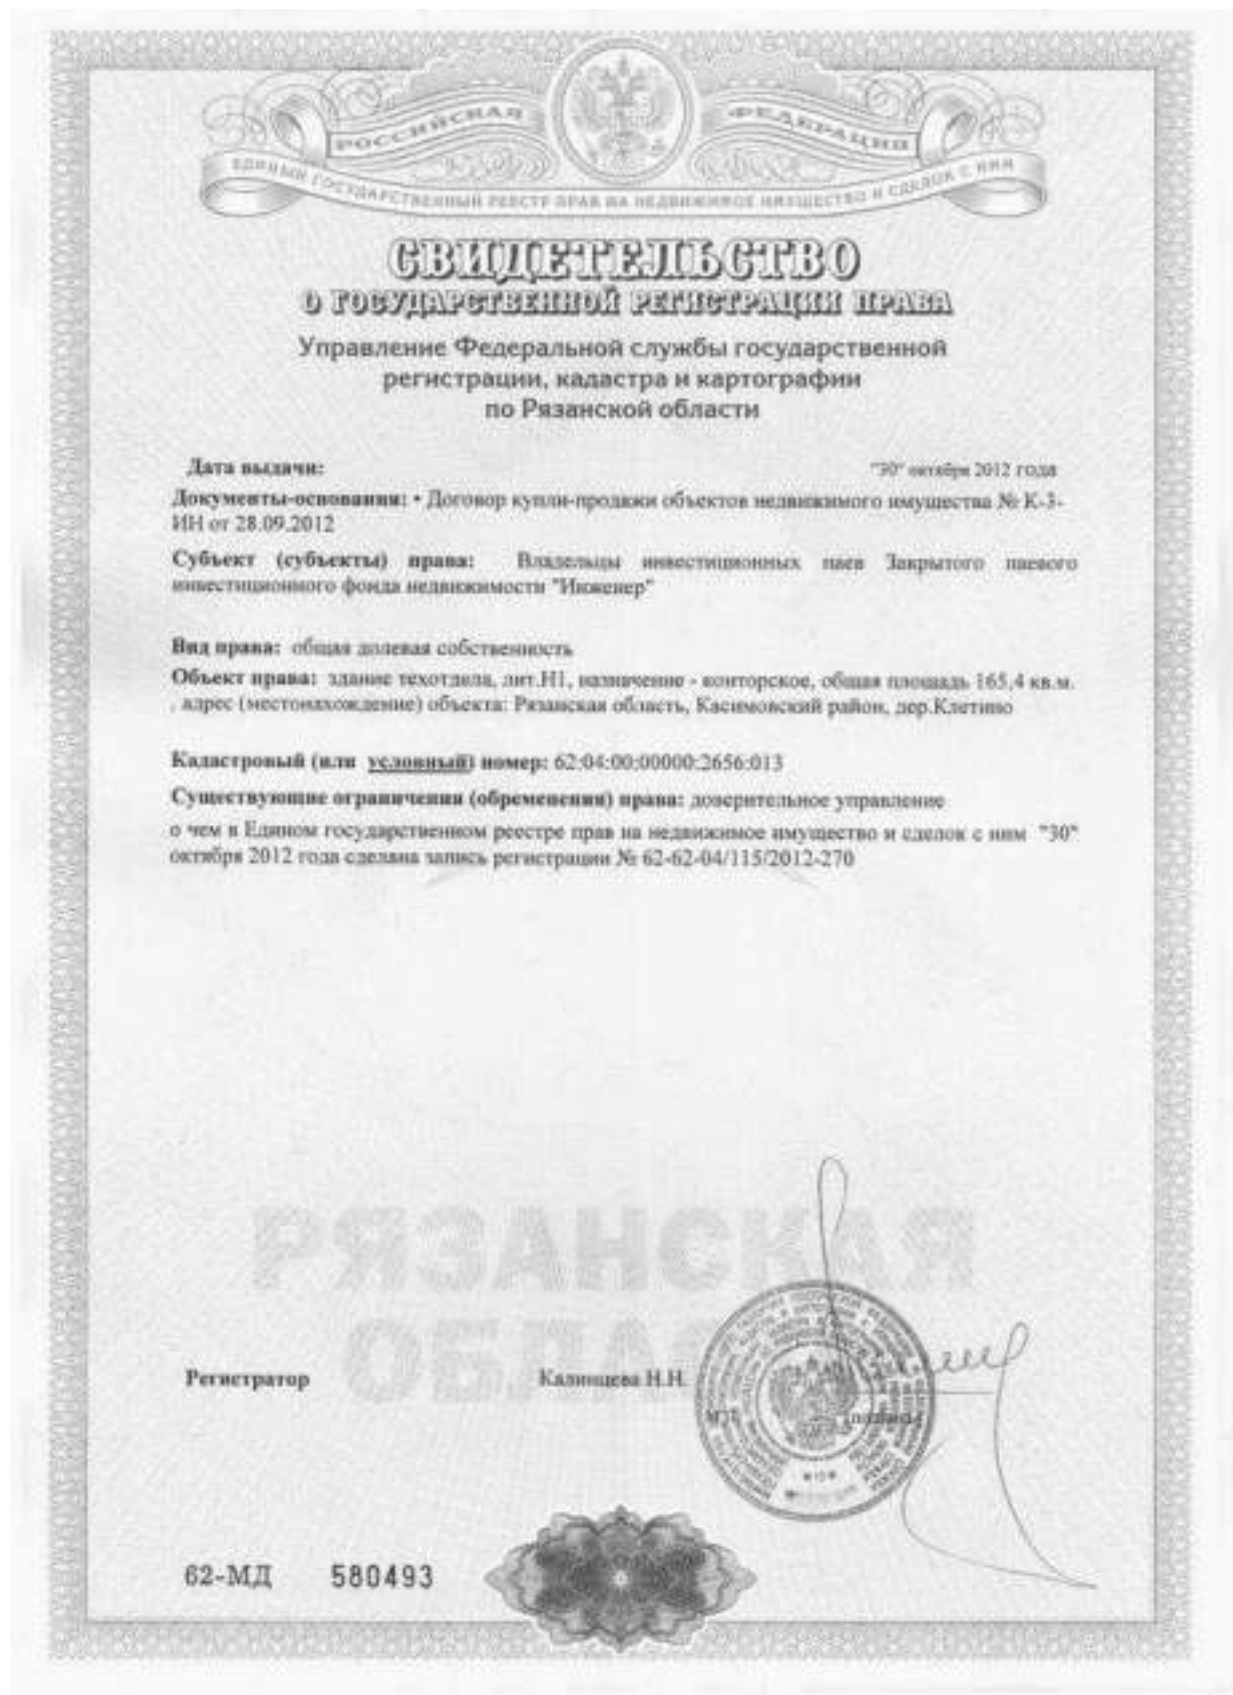 РОССИЙСКАЯ ФЕДЕРАЦИЯ
ЕДИНЫЙ ГОСУДАРСТВЕННЫЙ РЕЕСТР ПРАВ НА НЕДВИЖИМОЕ ИМУЩЕСТВО И СДЕЛОК С НИМ
СВИДЕТЕЛЬСТВО
О ГОСУДАРСТВЕННОЙ РЕГИСТРАЦИИ ПРАВА
Управление Федеральной службы государственной
регистрации, кадастра и картографии
по Рязанской области
Дата выдачи: "30" октября 2012 года
Документы-основания: • Договор купли-продажи объектов недвижимого имущества № К-3-
ИН от 28.09.2012
Субъект (субъекты) права: Владельцы инвестиционных паев Закрытого паевого
инвестиционного фонда недвижимости "Инженер"
Вид права: общая долевая собственность
Объект права: здание техотдела, лит.Н1, назначение - конторское, общая площадь 165,4 кв.м.
, адрес (местонахождение) объекта: Рязанская область, Касимовский район, дер.Клетино
Кадастровый (или условный) номер: 62:04:00:00000:2656:013
Существующие ограничения (обременения) права: доверительное управление
о чем в Едином государственном реестре прав на недвижимое имущество и сделок с ним "30"
октября 2012 года сделана запись регистрации № 62-62-04/115/2012-270
РЯЗАНСКАЯ
Регистратор Калинцева Н.Н.
М.П. (подпись)
62-МД 580493